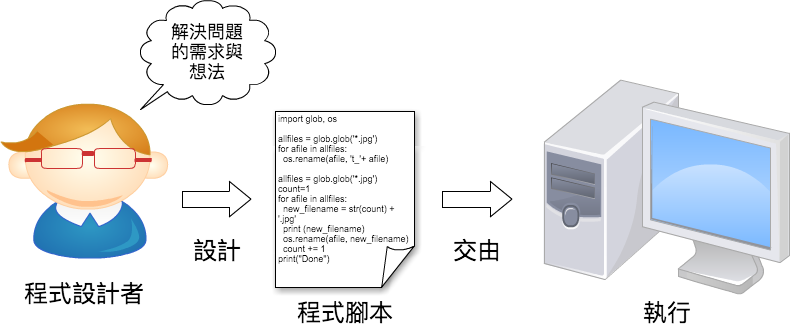 解決問題
的需求與
想法
import glob, os
allfiles = glob.glob('*.jpg')
for afile in allfiles:
os.rename(afile, 't_'+ afile)
allfiles = glob.glob('*.jpg')
count=1
for afile in allfiles:
new_filename = str(count) +
'.jpg'
print (new_filename)
os.rename(afile, new_filename)
count += 1
print("Done")
設計
交由
程式設計者
程式腳本
執行